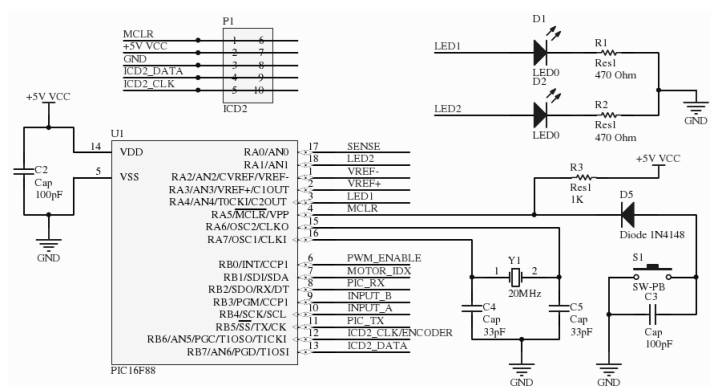 P1
MCLR 1 6
+5V VCC 2 7
GND 3 8
ICD2_DATA 4 9
ICD2_CLK 5 10
ICD2
D1
LED1
LED0
R1
Res1
470 Ohm
D2
LED2
LED0
R2
Res1
470 Ohm
GND
+5V VCC
C2
Cap
100pF
GND
U1
14 VDD
5 VSS
RA0/AN0 17 SENSE
RA1/AN1 18 LED2
RA2/AN2/CVREF/VREF- 1 VREF-
RA3/AN3/VREF+/C1OUT 2 VREF+
RA4/AN4/T0CKI/C2OUT 3 LED1
RA5/MCLR/VPP 4 MCLR
RA6/OSC2/CLKO 15
RA7/OSC1/CLKI 16
RB0/INT/CCP1 6 PWM_ENABLE
RB1/SDI/SDA 7 MOTOR_IDX
RB2/SDO/RX/DT 8 PIC_RX
RB3/PGM/CCP1 9 INPUT_B
RB4/SCK/SCL 10 INPUT_A
RB5/SS/TX/CK 11 PIC_TX
RB6/AN5/PGC/T1OSO/T1CKI 12 ICD2_CLK/ENCODER
RB7/AN6/PGD/T1OSI 13 ICD2_DATA
PIC16F88
+5V VCC
R3
Res1
1K
D5
Diode 1N4148
Y1
1 2
20MHz
C4
Cap
33pF
C5
Cap
33pF
GND
S1
SW-PB
C3
Cap
100pF
GND